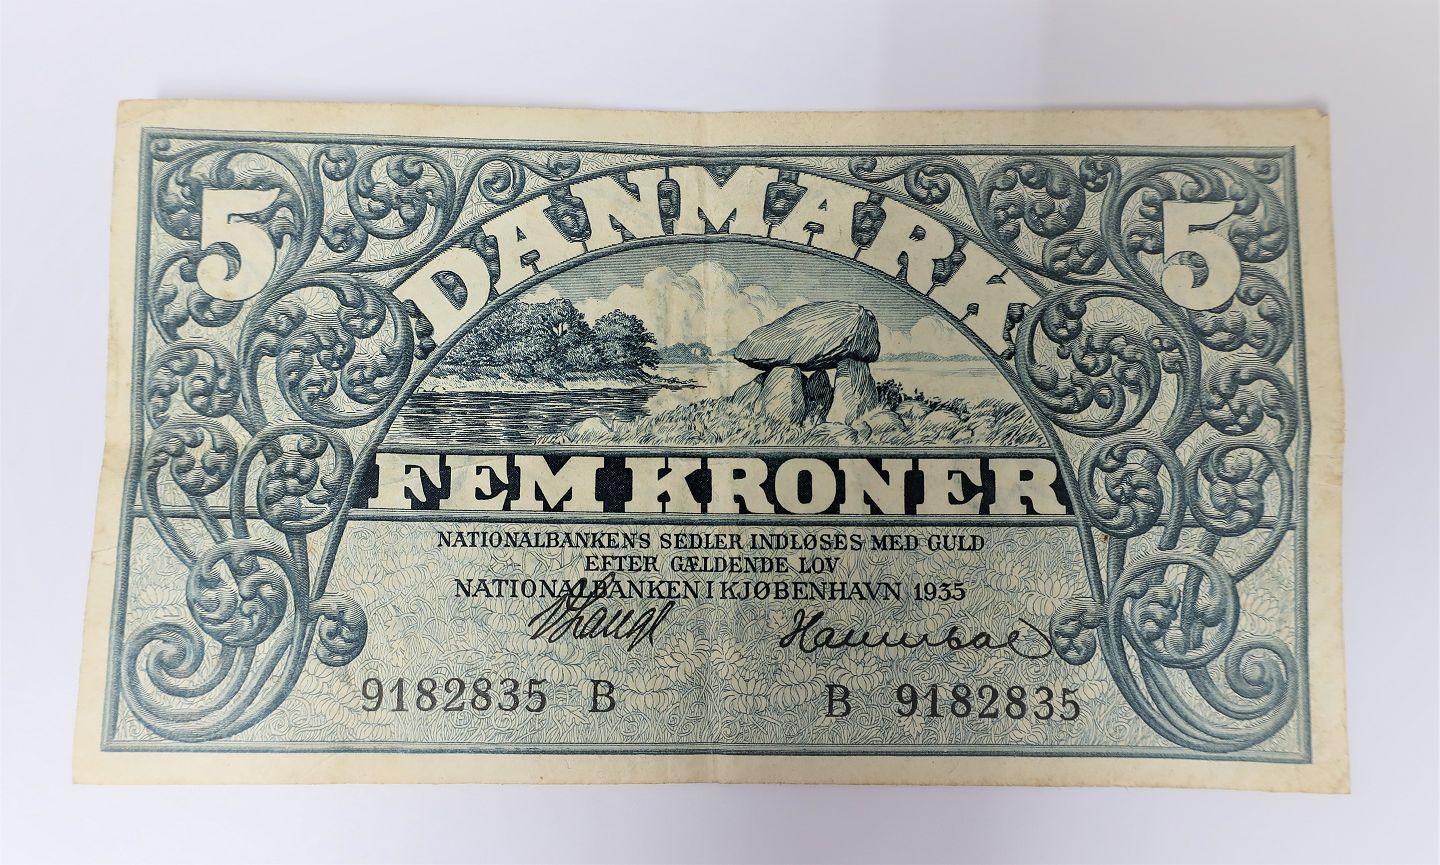 5 DANMARK 5
FEM KRONER
NATIONALBANKENS SEDLER INDLØSES MED GULD
EFTER GÆLDENDE LOV
NATIONALBANKEN I KJØBENHAVN 1935
9182835 B B 9182835